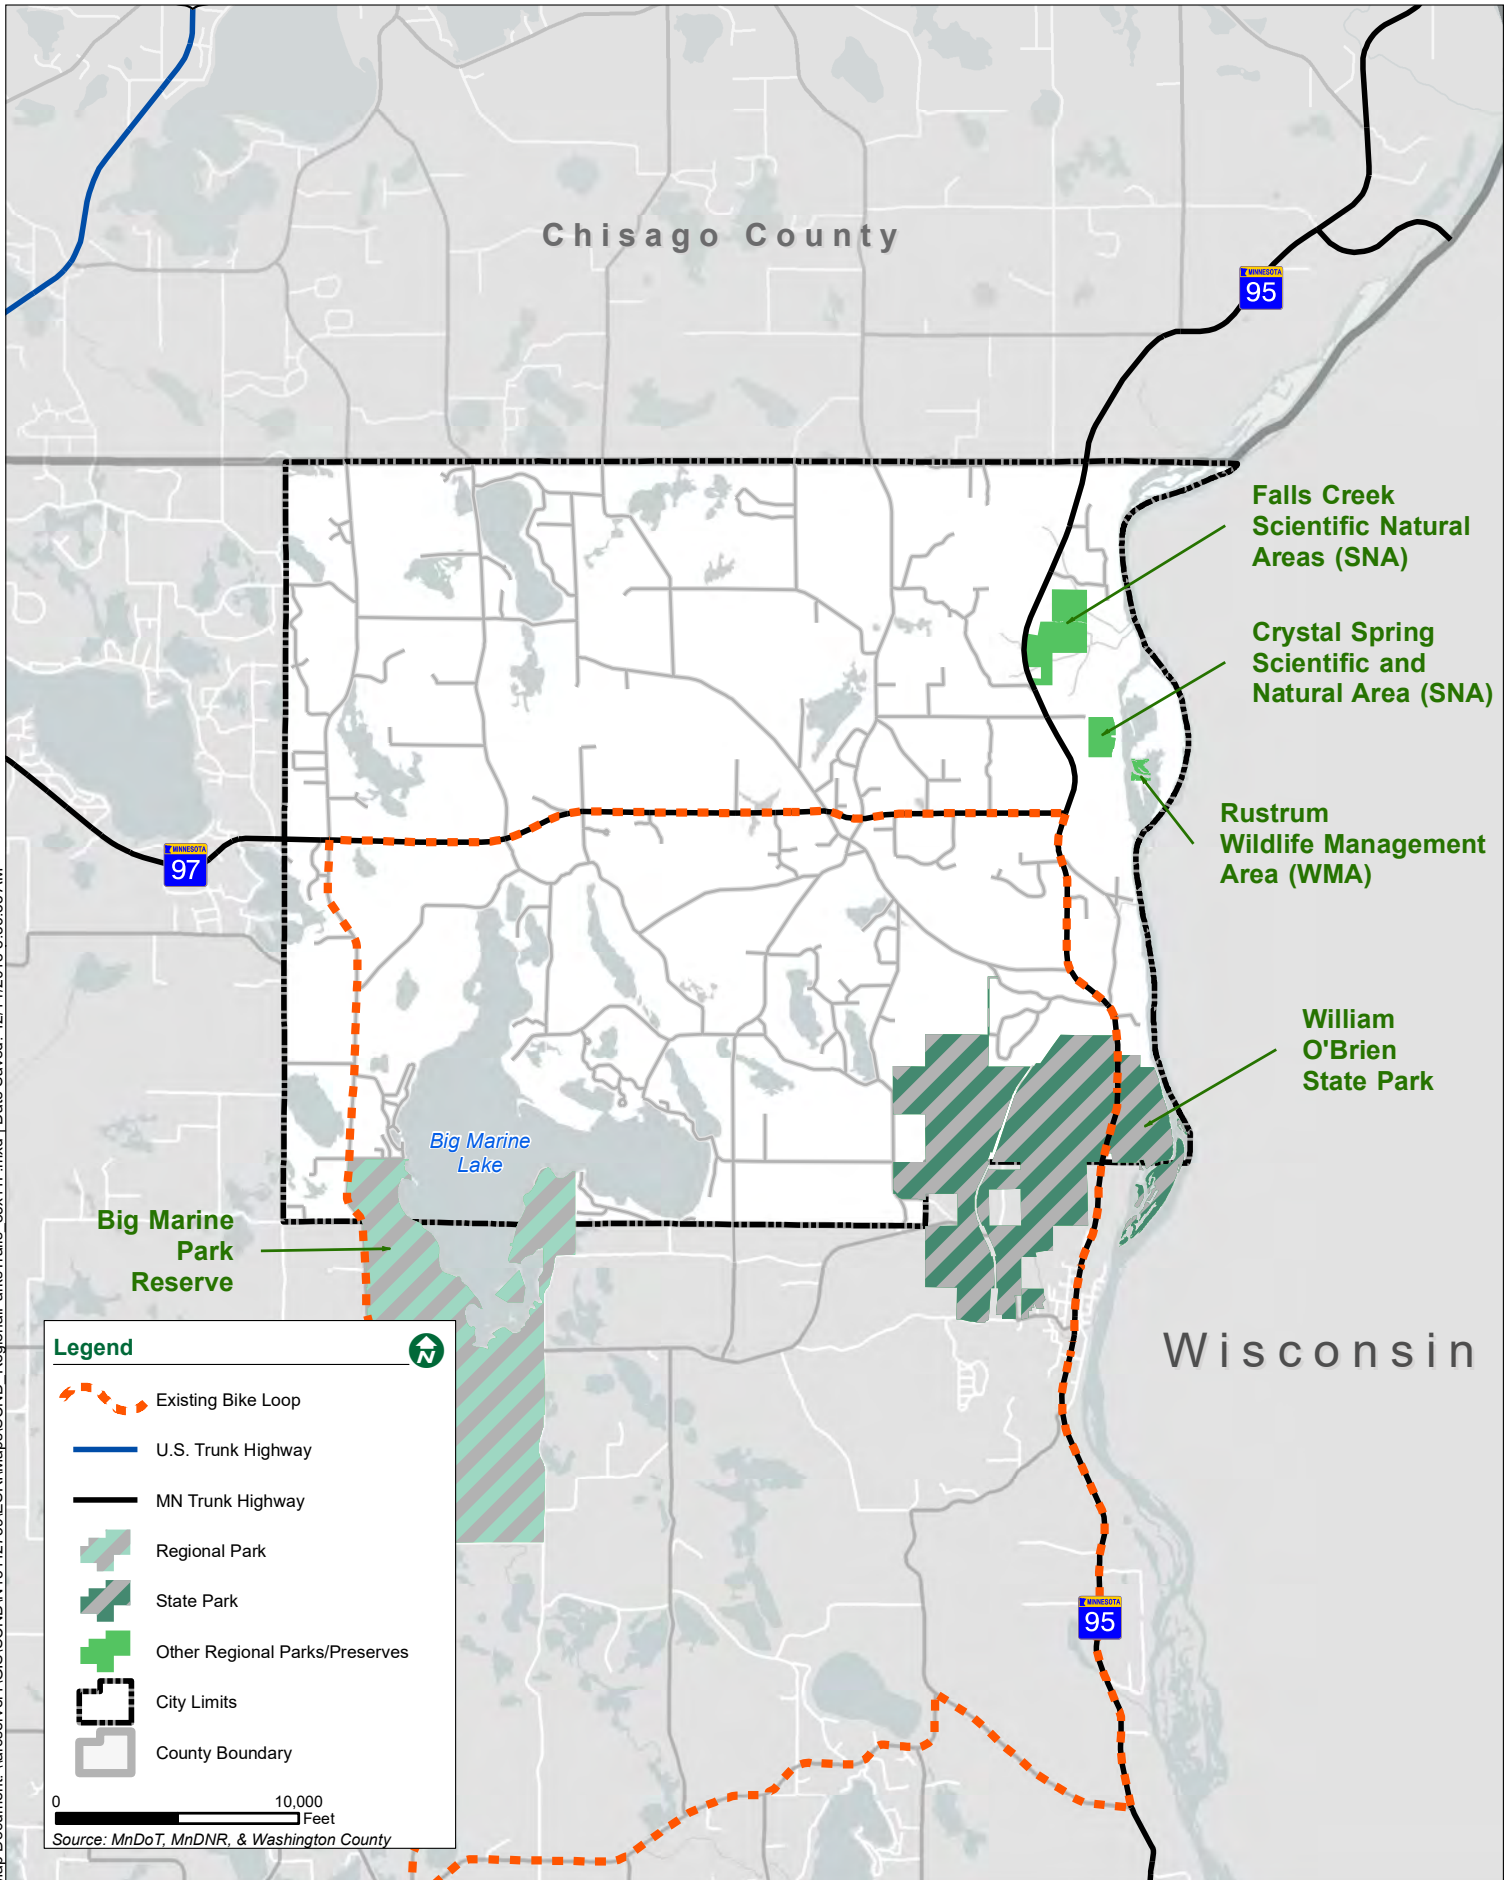 Chisago County
MINNESOTA
95
Falls Creek
Scientific Natural
Areas (SNA)
Crystal Spring
Scientific and
Natural Area (SNA)
Rustrum
Wildlife Management
Area (WMA)
MINNESOTA
97
William
O'Brien
State Park
Big Marine
Lake
Big Marine
Park
Reserve
Wisconsin
Legend
N
Existing Bike Loop
U.S. Trunk Highway
MN Trunk Highway
Regional Park
State Park
Other Regional Parks/Preserves
City Limits
County Boundary
0 10,000
Feet
Source: MnDoT, MnDNR, & Washington County
MINNESOTA
95